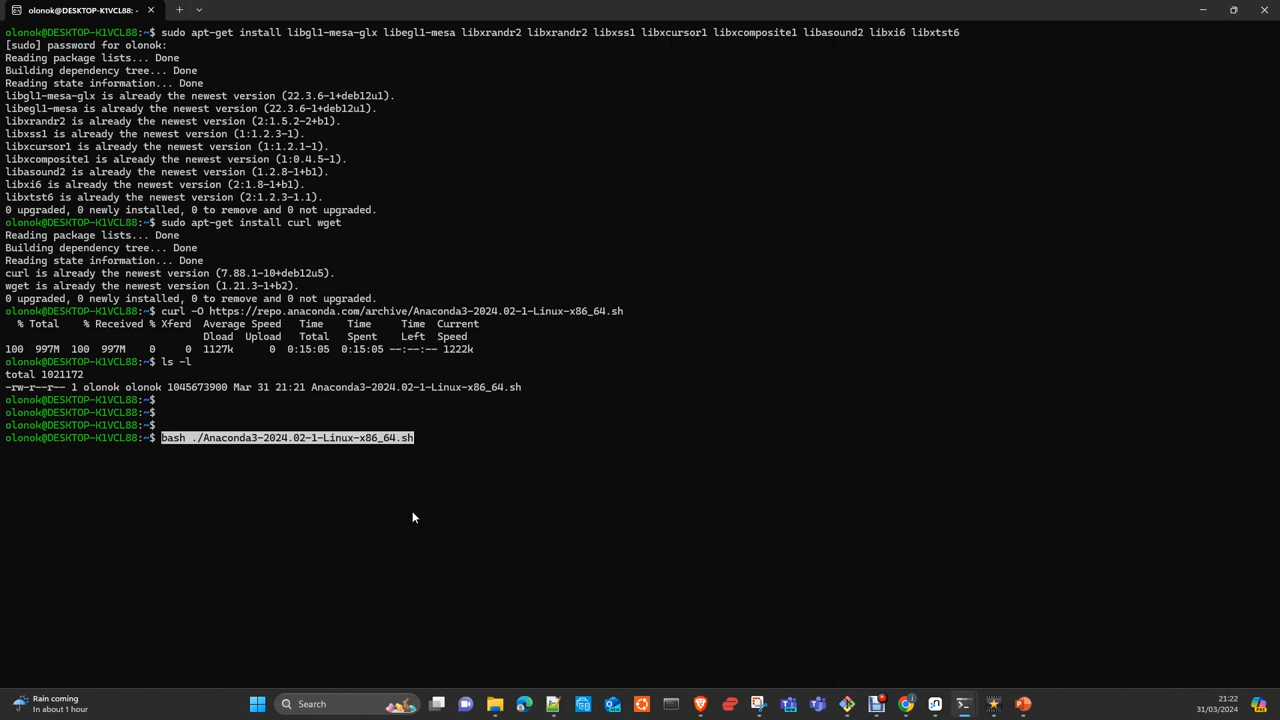 olonok@DESKTOP-K1VCL88: ~
olonok@DESKTOP-K1VCL88:~$ sudo apt-get install libgl1-mesa-glx libegl1-mesa libxrandr2 libxrandr2 libxss1 libxcursor1 libxcomposite1 libasound2 libxi6 libxtst6
[sudo] password for olonok:
Reading package lists... Done
Building dependency tree... Done
Reading state information... Done
libgl1-mesa-glx is already the newest version (22.3.6-1+deb12u1).
libegl1-mesa is already the newest version (22.3.6-1+deb12u1).
libxrandr2 is already the newest version (2:1.5.2-2+b1).
libxss1 is already the newest version (1:1.2.3-1).
libxcursor1 is already the newest version (1:1.2.1-1).
libxcomposite1 is already the newest version (1:0.4.5-1).
libasound2 is already the newest version (1.2.8-1+b1).
libxi6 is already the newest version (2:1.8-1+b1).
libxtst6 is already the newest version (2:1.2.3-1.1).
0 upgraded, 0 newly installed, 0 to remove and 0 not upgraded.
olonok@DESKTOP-K1VCL88:~$ sudo apt-get install curl wget
Reading package lists... Done
Building dependency tree... Done
Reading state information... Done
curl is already the newest version (7.88.1-10+deb12u5).
wget is already the newest version (1.21.3-1+b2).
0 upgraded, 0 newly installed, 0 to remove and 0 not upgraded.
olonok@DESKTOP-K1VCL88:~$ curl -O https://repo.anaconda.com/archive/Anaconda3-2024.02-1-Linux-x86_64.sh
% Total % Received % Xferd Average Speed Time Time Time Current
Dload Upload Total Spent Left Speed
100 997M 100 997M 0 0 1127k 0 0:15:05 0:15:05 --:--:-- 1222k
olonok@DESKTOP-K1VCL88:~$ ls -l
total 1021172
-rw-r--r-- 1 olonok olonok 1045673900 Mar 31 21:21 Anaconda3-2024.02-1-Linux-x86_64.sh
olonok@DESKTOP-K1VCL88:~$
olonok@DESKTOP-K1VCL88:~$
olonok@DESKTOP-K1VCL88:~$
olonok@DESKTOP-K1VCL88:~$ bash ./Anaconda3-2024.02-1-Linux-x86_64.sh
Rain coming
In about 1 hour
Search
21:22
31/03/2024